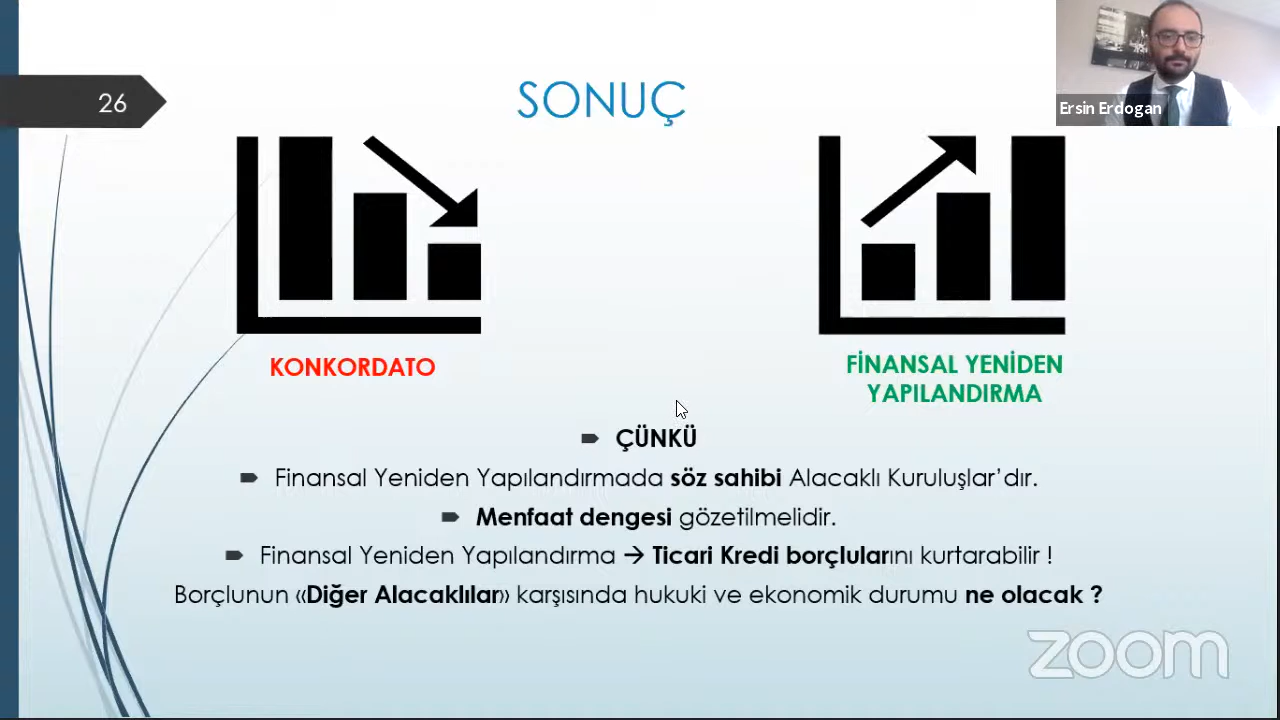 26
SONUÇ
Ersin Erdogan
KONKORDATO
FİNANSAL YENİDEN
YAPILANDIRMA
ÇÜNKÜ
Finansal Yeniden Yapılandırmada söz sahibi Alacaklı Kuruluşlar’dır.
Menfaat dengesi gözetilmelidir.
Finansal Yeniden Yapılandırma → Ticari Kredi borçlularını kurtarabilir !
Borçlunun «Diğer Alacaklılar» karşısında hukuki ve ekonomik durumu ne olacak ?
zoom